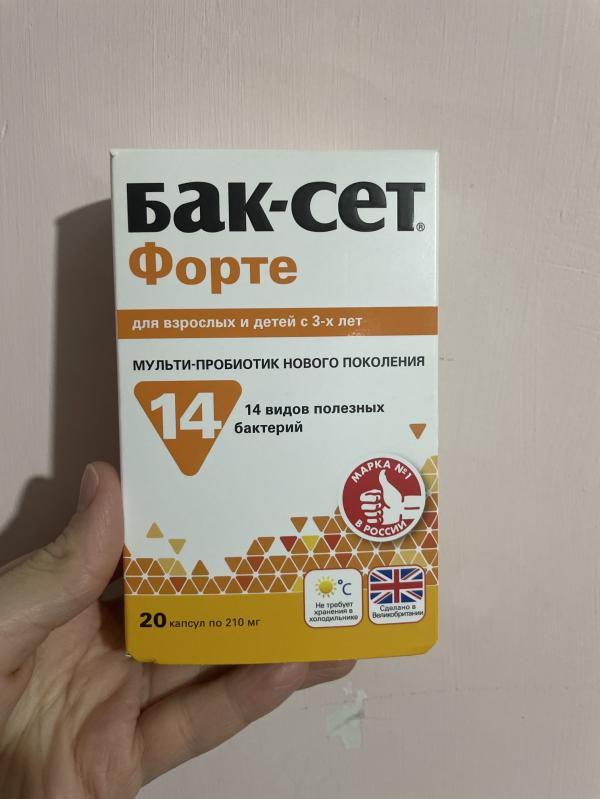 Бак-сет®
Форте
для взрослых и детей с 3-х лет
МУЛЬТИ-ПРОБИОТИК НОВОГО ПОКОЛЕНИЯ
14
14 видов полезных
бактерий
МАРКА №1
В РОССИИ
°C
Не требует
хранения в
холодильнике
Сделано в
Великобритании
20 капсул по 210 мг